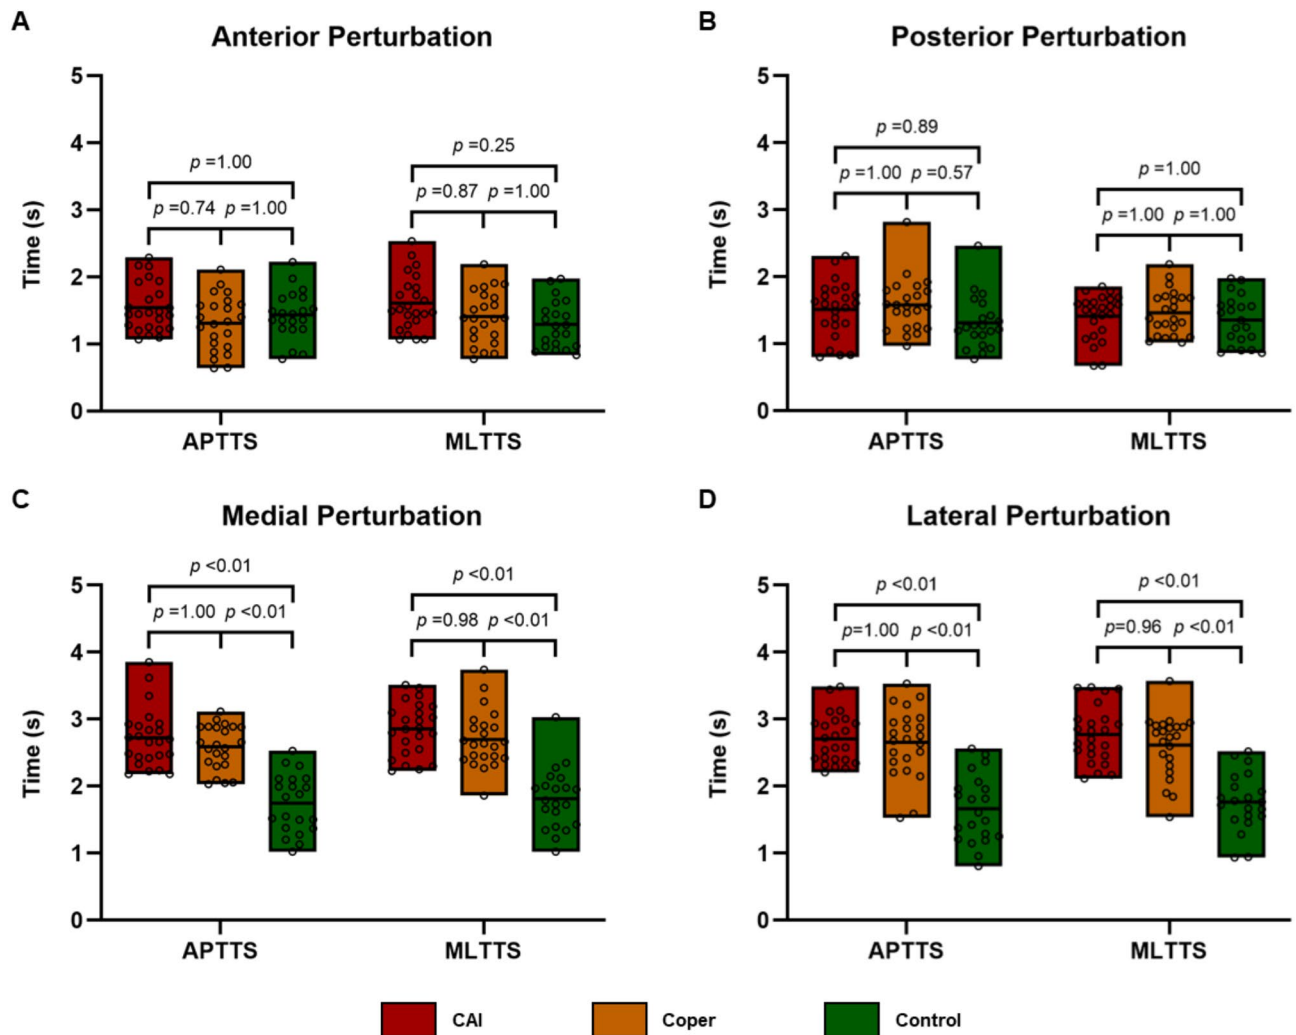 A
Anterior Perturbation
5
4
3
2
1
0
Time (s)
p =1.00
p =0.74 p =1.00
p =0.25
p =0.87 p =1.00
APTTS
MLTTS
B
Posterior Perturbation
5
4
3
2
1
0
Time (s)
p =0.89
p =1.00 p =0.57
p =1.00
p =1.00 p =1.00
APTTS
MLTTS
C
Medial Perturbation
5
4
3
2
1
0
Time (s)
p <0.01
p =1.00 p <0.01
p <0.01
p =0.98 p <0.01
APTTS
MLTTS
D
Lateral Perturbation
5
4
3
2
1
0
Time (s)
p <0.01
p=1.00 p <0.01
p <0.01
p=0.96 p <0.01
APTTS
MLTTS
CAI
Coper
Control